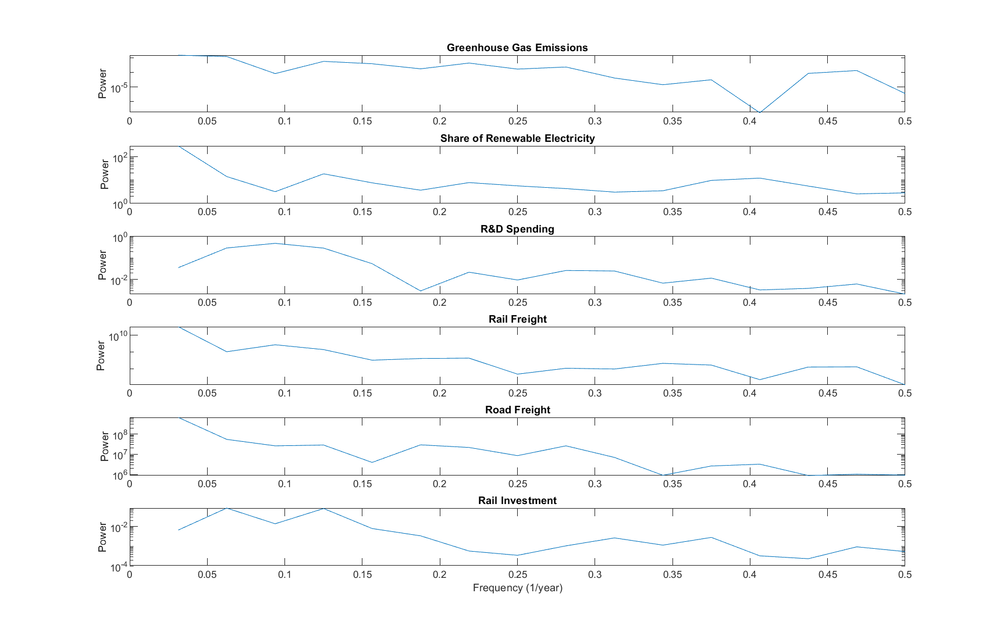 Greenhouse Gas Emissions
Power
10-5
0 0.05 0.1 0.15 0.2 0.25 0.3 0.35 0.4 0.45 0.5
Share of Renewable Electricity
Power
102
100
0 0.05 0.1 0.15 0.2 0.25 0.3 0.35 0.4 0.45 0.5
R&D Spending
Power
100
10-2
0 0.05 0.1 0.15 0.2 0.25 0.3 0.35 0.4 0.45 0.5
Rail Freight
Power
1010
0 0.05 0.1 0.15 0.2 0.25 0.3 0.35 0.4 0.45 0.5
Road Freight
Power
108
107
106
0 0.05 0.1 0.15 0.2 0.25 0.3 0.35 0.4 0.45 0.5
Rail Investment
Power
10-2
10-4
0 0.05 0.1 0.15 0.2 0.25 0.3 0.35 0.4 0.45 0.5
Frequency (1/year)